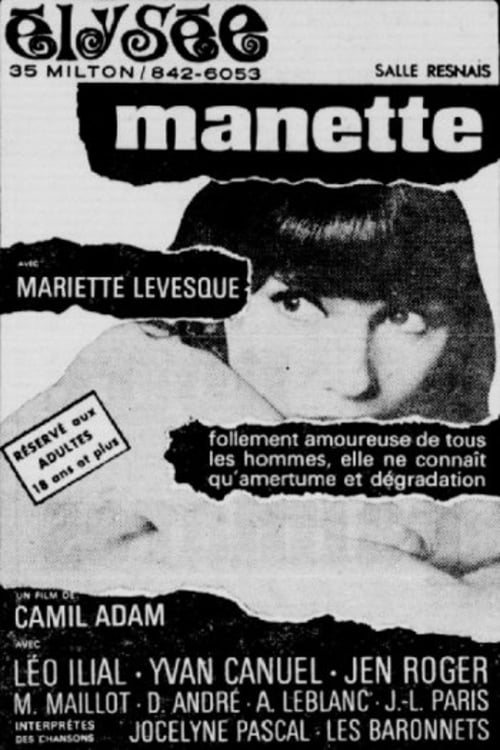 élysée
35 MILTON / 842-6053
SALLE RESNAIS
manette
AVEC
MARIETTE LEVESQUE
RÉSERVÉ aux
ADULTES
18 ans et plus
follement amoureuse de tous
les hommes, elle ne connaît
qu'amertume et dégradation
UN FILM DE
CAMIL ADAM
AVEC
LÉO ILIAL · YVAN CANUEL · JEN ROGER
M. MAILLOT · D. ANDRÉ · A. LEBLANC · J.-L. PARIS
INTERPRÈTES
DES CHANSONS
JOCELYNE PASCAL · LES BARONNETS